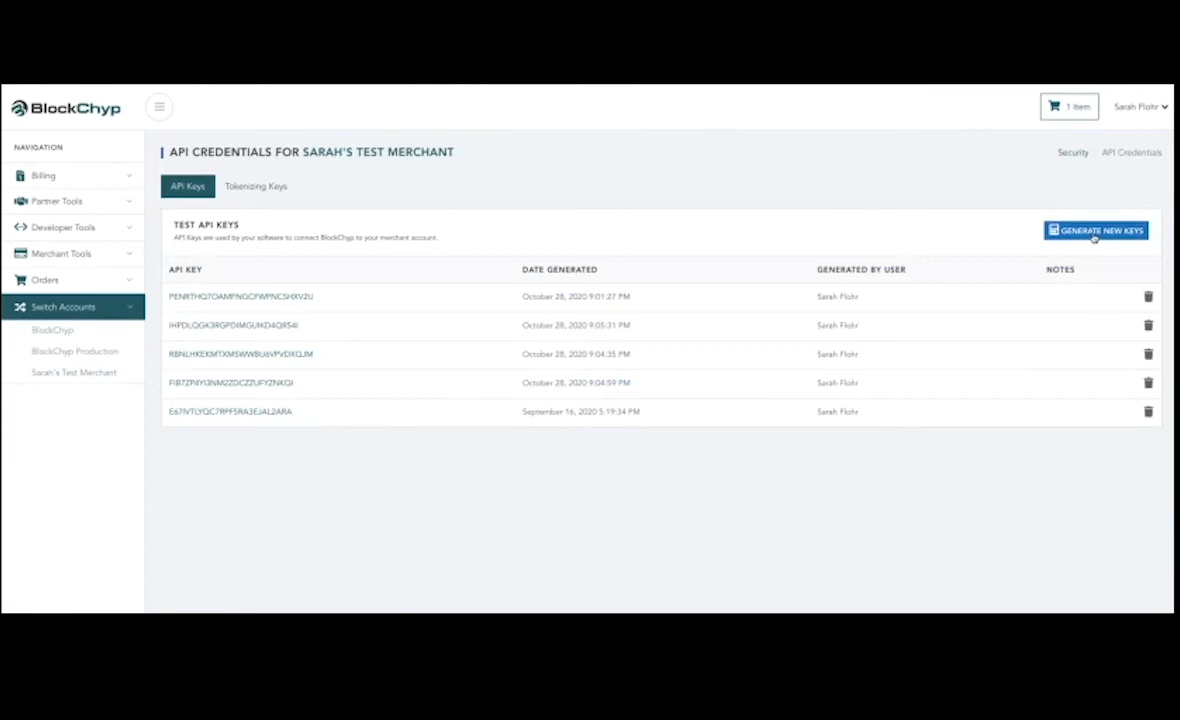 BlockChyp
1 Item
Sarah Flohr
NAVIGATION
Billing
Partner Tools
Developer Tools
Merchant Tools
Orders
Switch Accounts
BlockChyp
BlockChyp Production
Sarah's Test Merchant
API CREDENTIALS FOR SARAH'S TEST MERCHANT
Security / API Credentials
API Keys Tokenizing Keys
TEST API KEYS
API Keys are used by your software to connect BlockChyp to your merchant account.
GENERATE NEW KEYS
API KEY DATE GENERATED GENERATED BY USER NOTES
October 28, 2020 9:01:27 PM Sarah Flohr
October 28, 2020 9:05:31 PM Sarah Flohr
October 28, 2020 9:04:35 PM Sarah Flohr
October 28, 2020 9:04:59 PM Sarah Flohr
September 16, 2020 5:19:34 PM Sarah Flohr